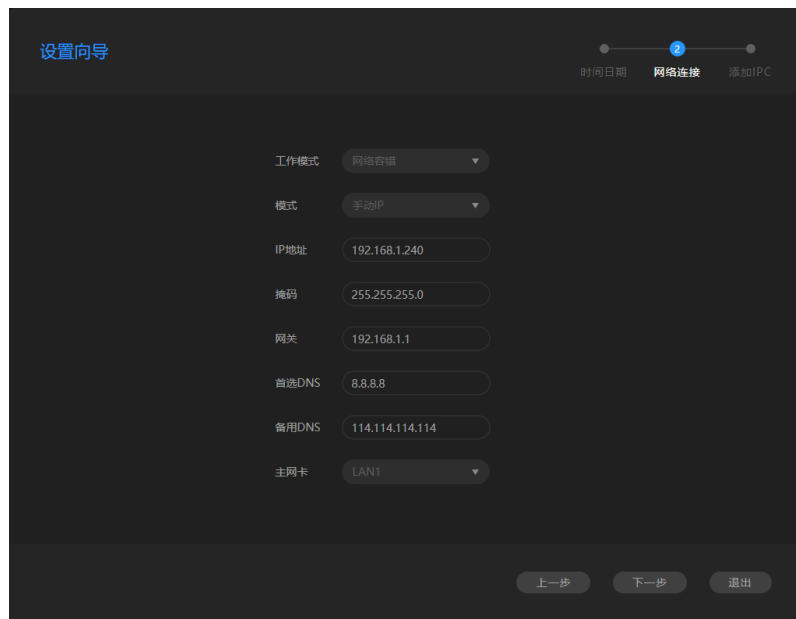 设置向导
2
时间日期 网络连接 添加IPC
工作模式 网络容错
模式 手动IP
IP地址 192.168.1.240
掩码 255.255.255.0
网关 192.168.1.1
首选DNS 8.8.8.8
备用DNS 114.114.114.114
主网卡 LAN1
上一步 下一步 退出